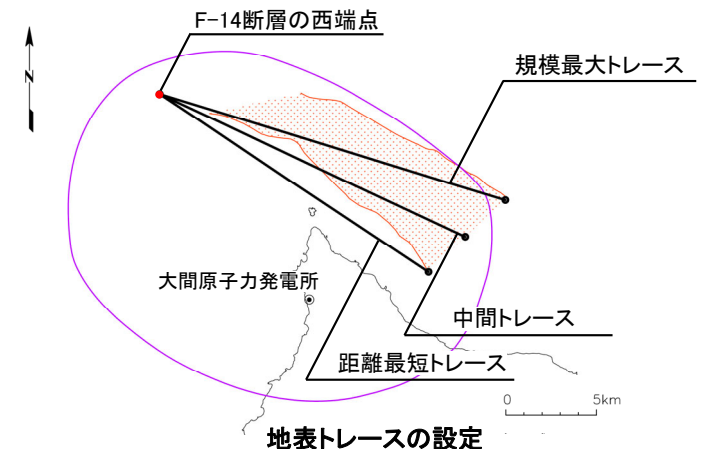 F-14断層の西端点
規模最大トレース
N
大間原子力発電所
中間トレース
距離最短トレース
0 5km
地表トレースの設定